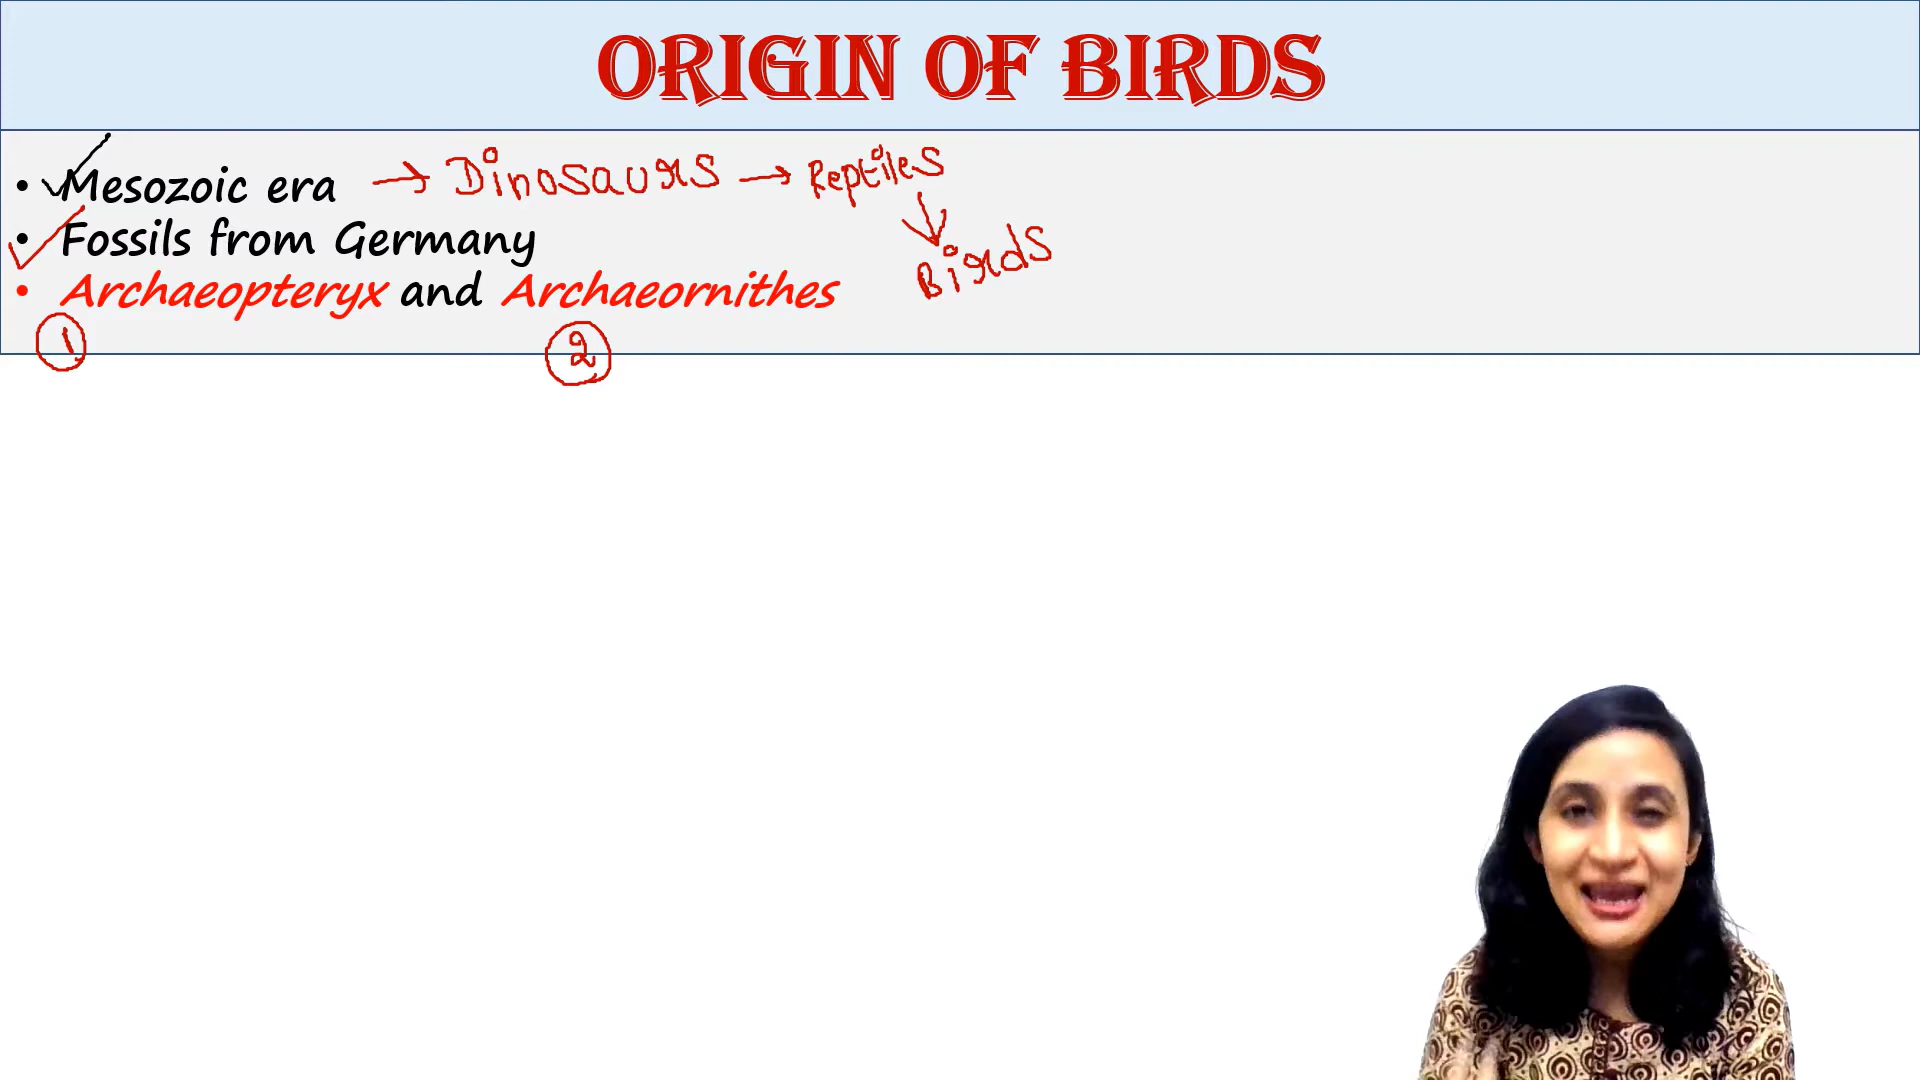 ORIGIN OF BIRDS
• Mesozoic era → Dinosaurs → Reptiles
↓
Birds
• Fossils from Germany
• Archaeopteryx and Archaeornithes
1 2